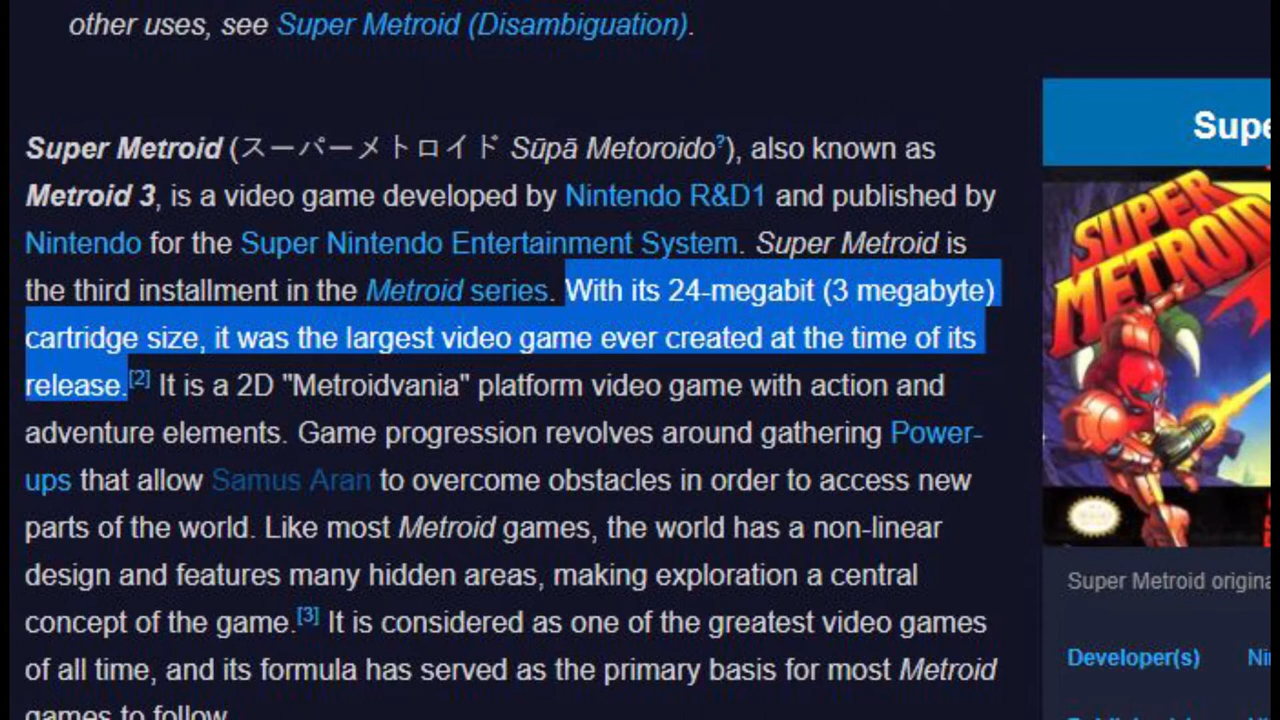 other uses, see Super Metroid (Disambiguation).
Super Metroid (スーパーメトロイド Sūpā Metoroido?), also known as
Metroid 3, is a video game developed by Nintendo R&D1 and published by
Nintendo for the Super Nintendo Entertainment System. Super Metroid is
the third installment in the Metroid series. With its 24-megabit (3 megabyte)
cartridge size, it was the largest video game ever created at the time of its
release.[2] It is a 2D "Metroidvania" platform video game with action and
adventure elements. Game progression revolves around gathering Power-
ups that allow Samus Aran to overcome obstacles in order to access new
parts of the world. Like most Metroid games, the world has a non-linear
design and features many hidden areas, making exploration a central
concept of the game.[3] It is considered as one of the greatest video games
of all time, and its formula has served as the primary basis for most Metroid
games to follow.
Supe
SUPER
METROID
Super Metroid origina
Developer(s) Ni